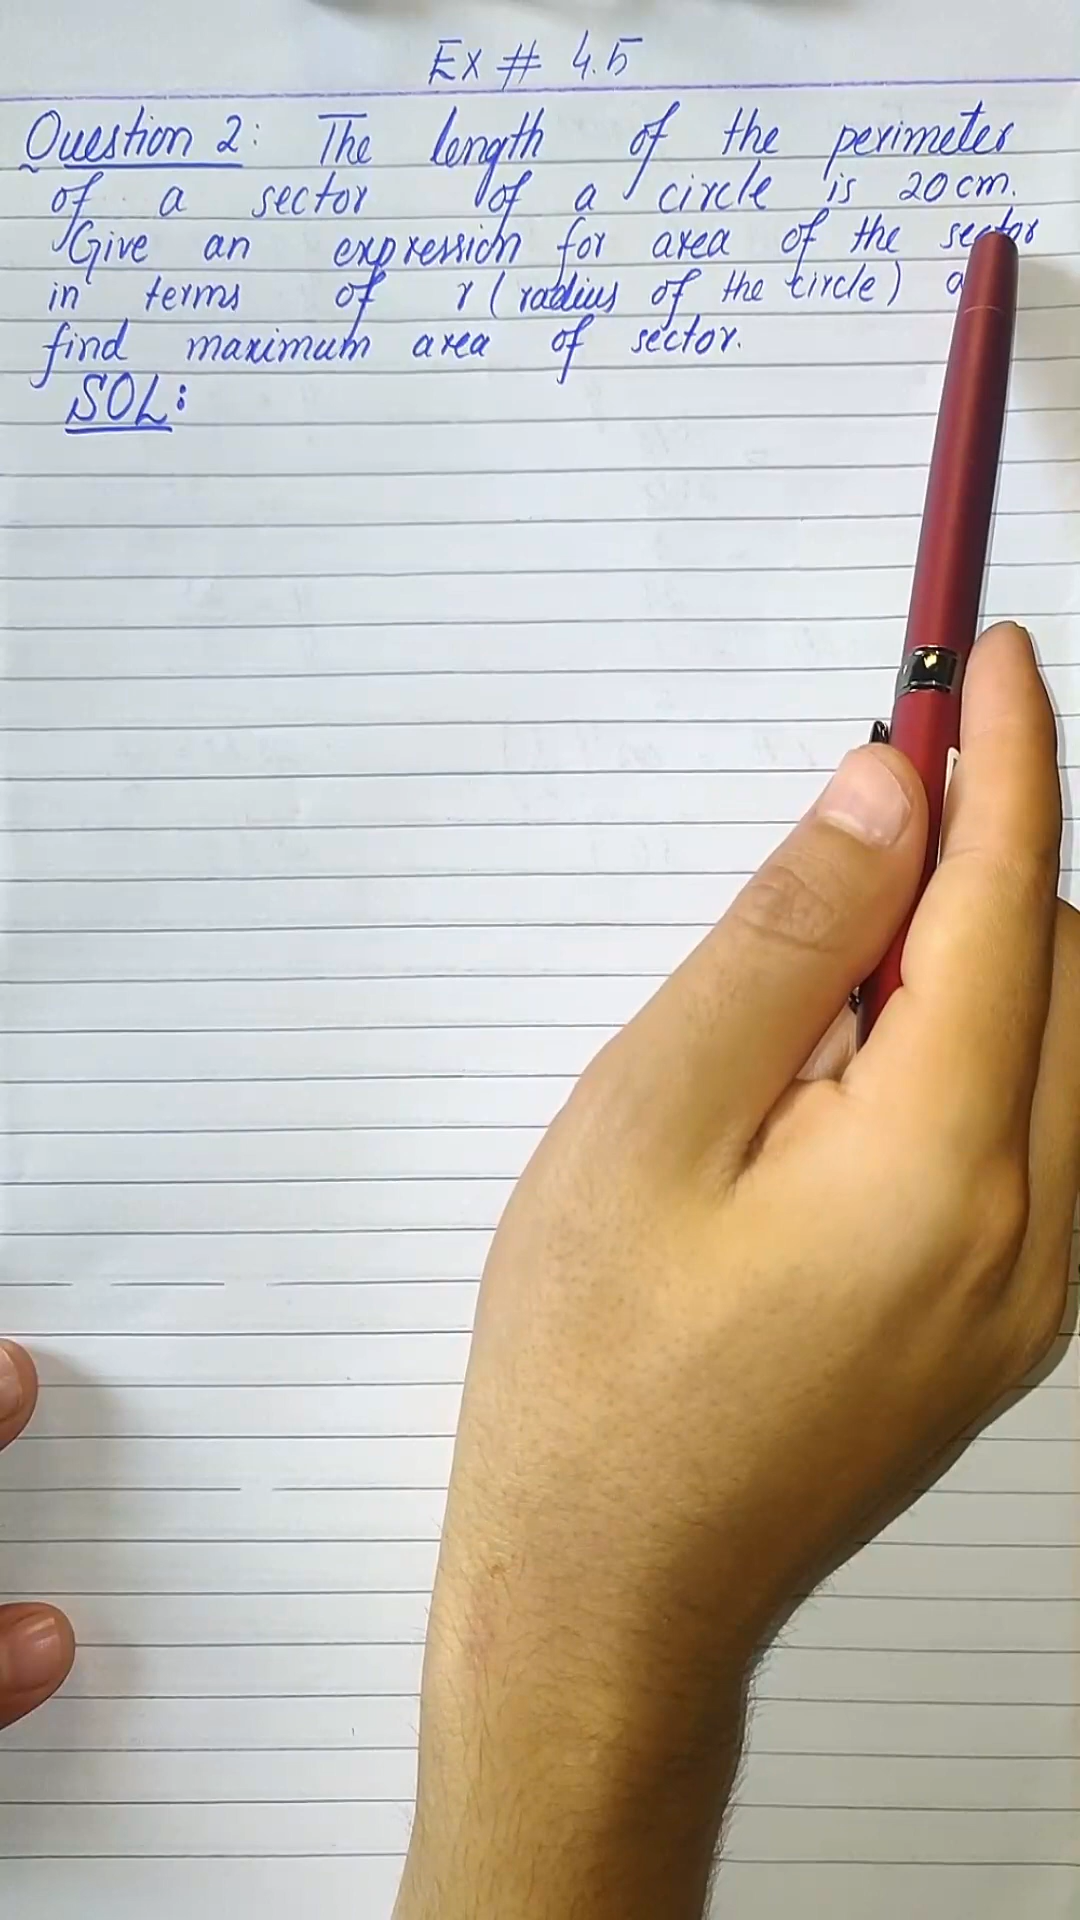 Ex # 4.5
Question 2: The length of the perimeter
of a sector of a circle is 20 cm.
Give an expression for area of the sector
in terms of r (radius of the circle)
find maximum area of sector.
SOL: